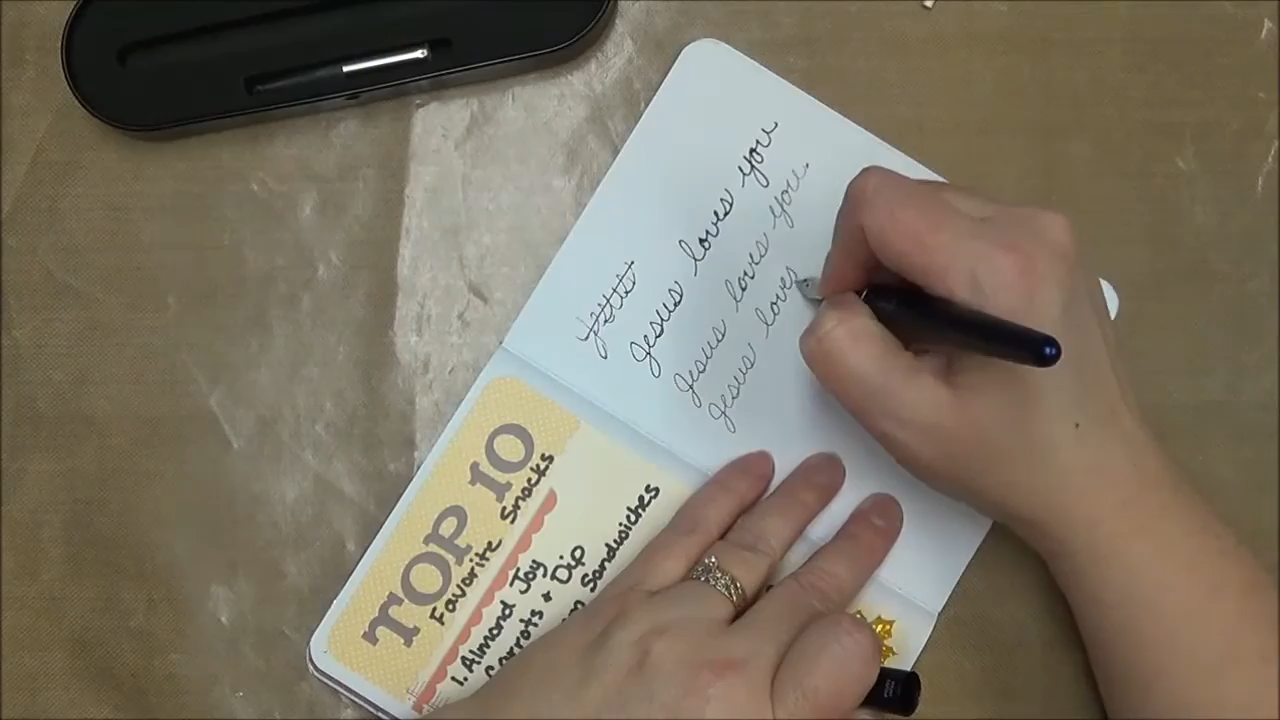 Jesus loves you
Jesus loves you.
Jesus loves
TOP 10
Favorite Snacks
1. Almond Joy
Carrots + Dip
Sandwiches